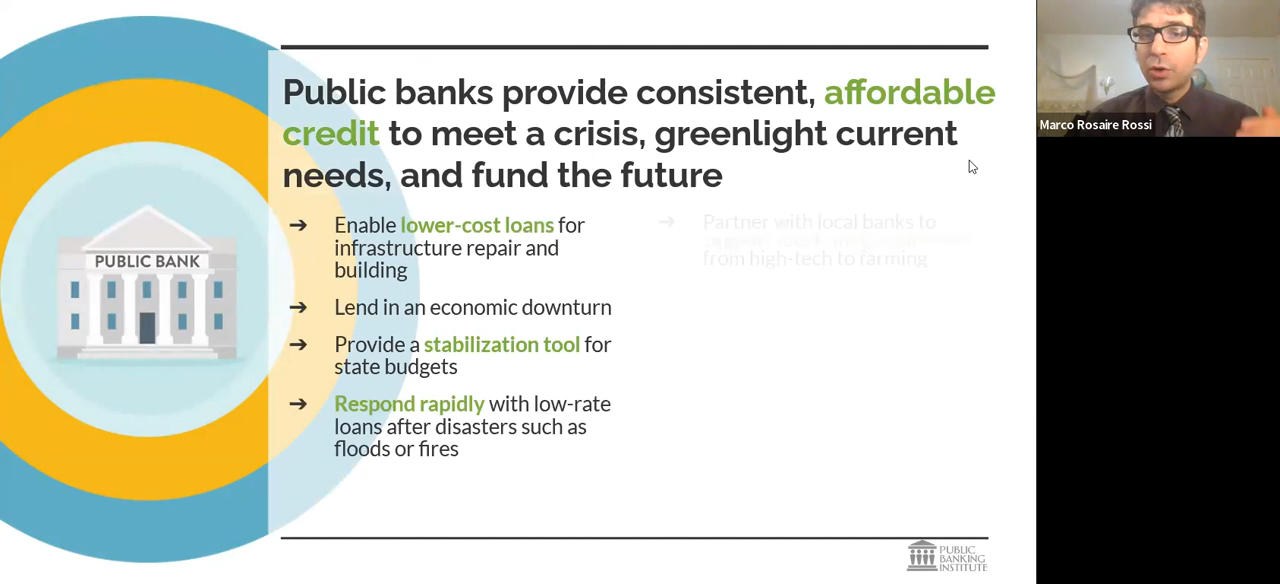 Public banks provide consistent, affordable
credit to meet a crisis, greenlight current
needs, and fund the future
PUBLIC BANK
➔ Enable lower-cost loans for
infrastructure repair and
building
➔ Lend in an economic downturn
➔ Provide a stabilization tool for
state budgets
➔ Respond rapidly with low-rate
loans after disasters such as
floods or fires
➔ Partner with local banks to
from high-tech to farming
PUBLIC
BANKING
INSTITUTE
Marco Rosaire Rossi